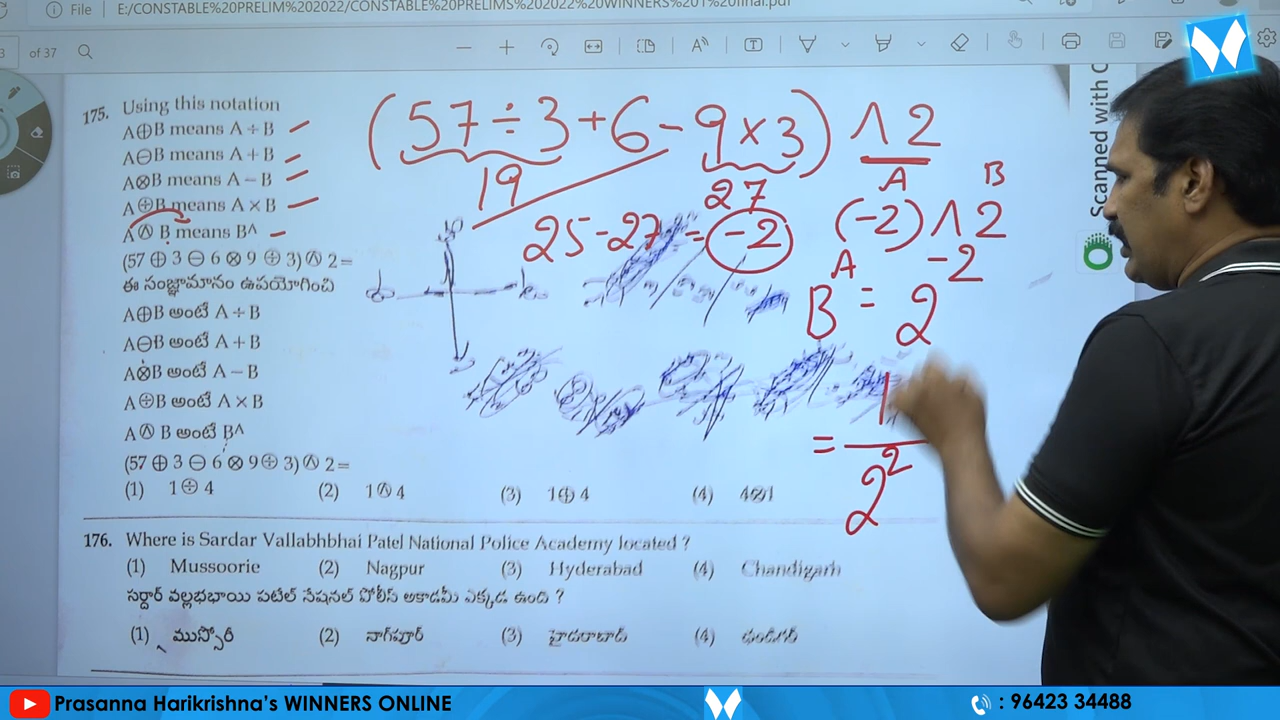 File E:/CONSTABLE%20PRELIM%202022/CONSTABLE%20PRELIMS%202022%20WINNERS%201%20final.pdf
3 of 37
175. Using this notation
A⊕B means A ÷ B
A⊖B means A + B
A⊗B means A − B
A⊕B means A × B
A Ⓐ B means B^
(57 ⊕ 3 ⊖ 6 ⊗ 9 ⊕ 3) Ⓐ 2 =
ఈ సంజ్ఞామానం ఉపయోగించి
A⊕B అంటే A ÷ B
A⊖B అంటే A + B
A⊗B అంటే A − B
A⊕B అంటే A × B
A Ⓐ B అంటే B^
(57 ⊕ 3 ⊖ 6 ⊗ 9 ⊕ 3) Ⓐ 2 =
(1) 1 ⊕ 4 (2) 1 Ⓐ 4 (3) 1 ⊕ 4 (4) 4⊗1
176. Where is Sardar Vallabhbhai Patel National Police Academy located ?
(1) Mussoorie (2) Nagpur (3) Hyderabad (4) Chandigarh
సర్దార్ వల్లభభాయి పటేల్ నేషనల్ పోలీస్ అకాడమీ ఎక్కడ ఉంది ?
(1) ముస్సోరీ (2) నాగ్‌పూర్ (3) హైదరాబాద్ (4) చండీగఢ్
(57 ÷ 3 + 6 − 9 × 3) ∧ 2
19 27 A B
25 − 27 = −2 (−2) ∧ 2
B^A = 2^-2
= 1/2^2
Scanned with C
Prasanna Harikrishna's WINNERS ONLINE
: 96423 34488